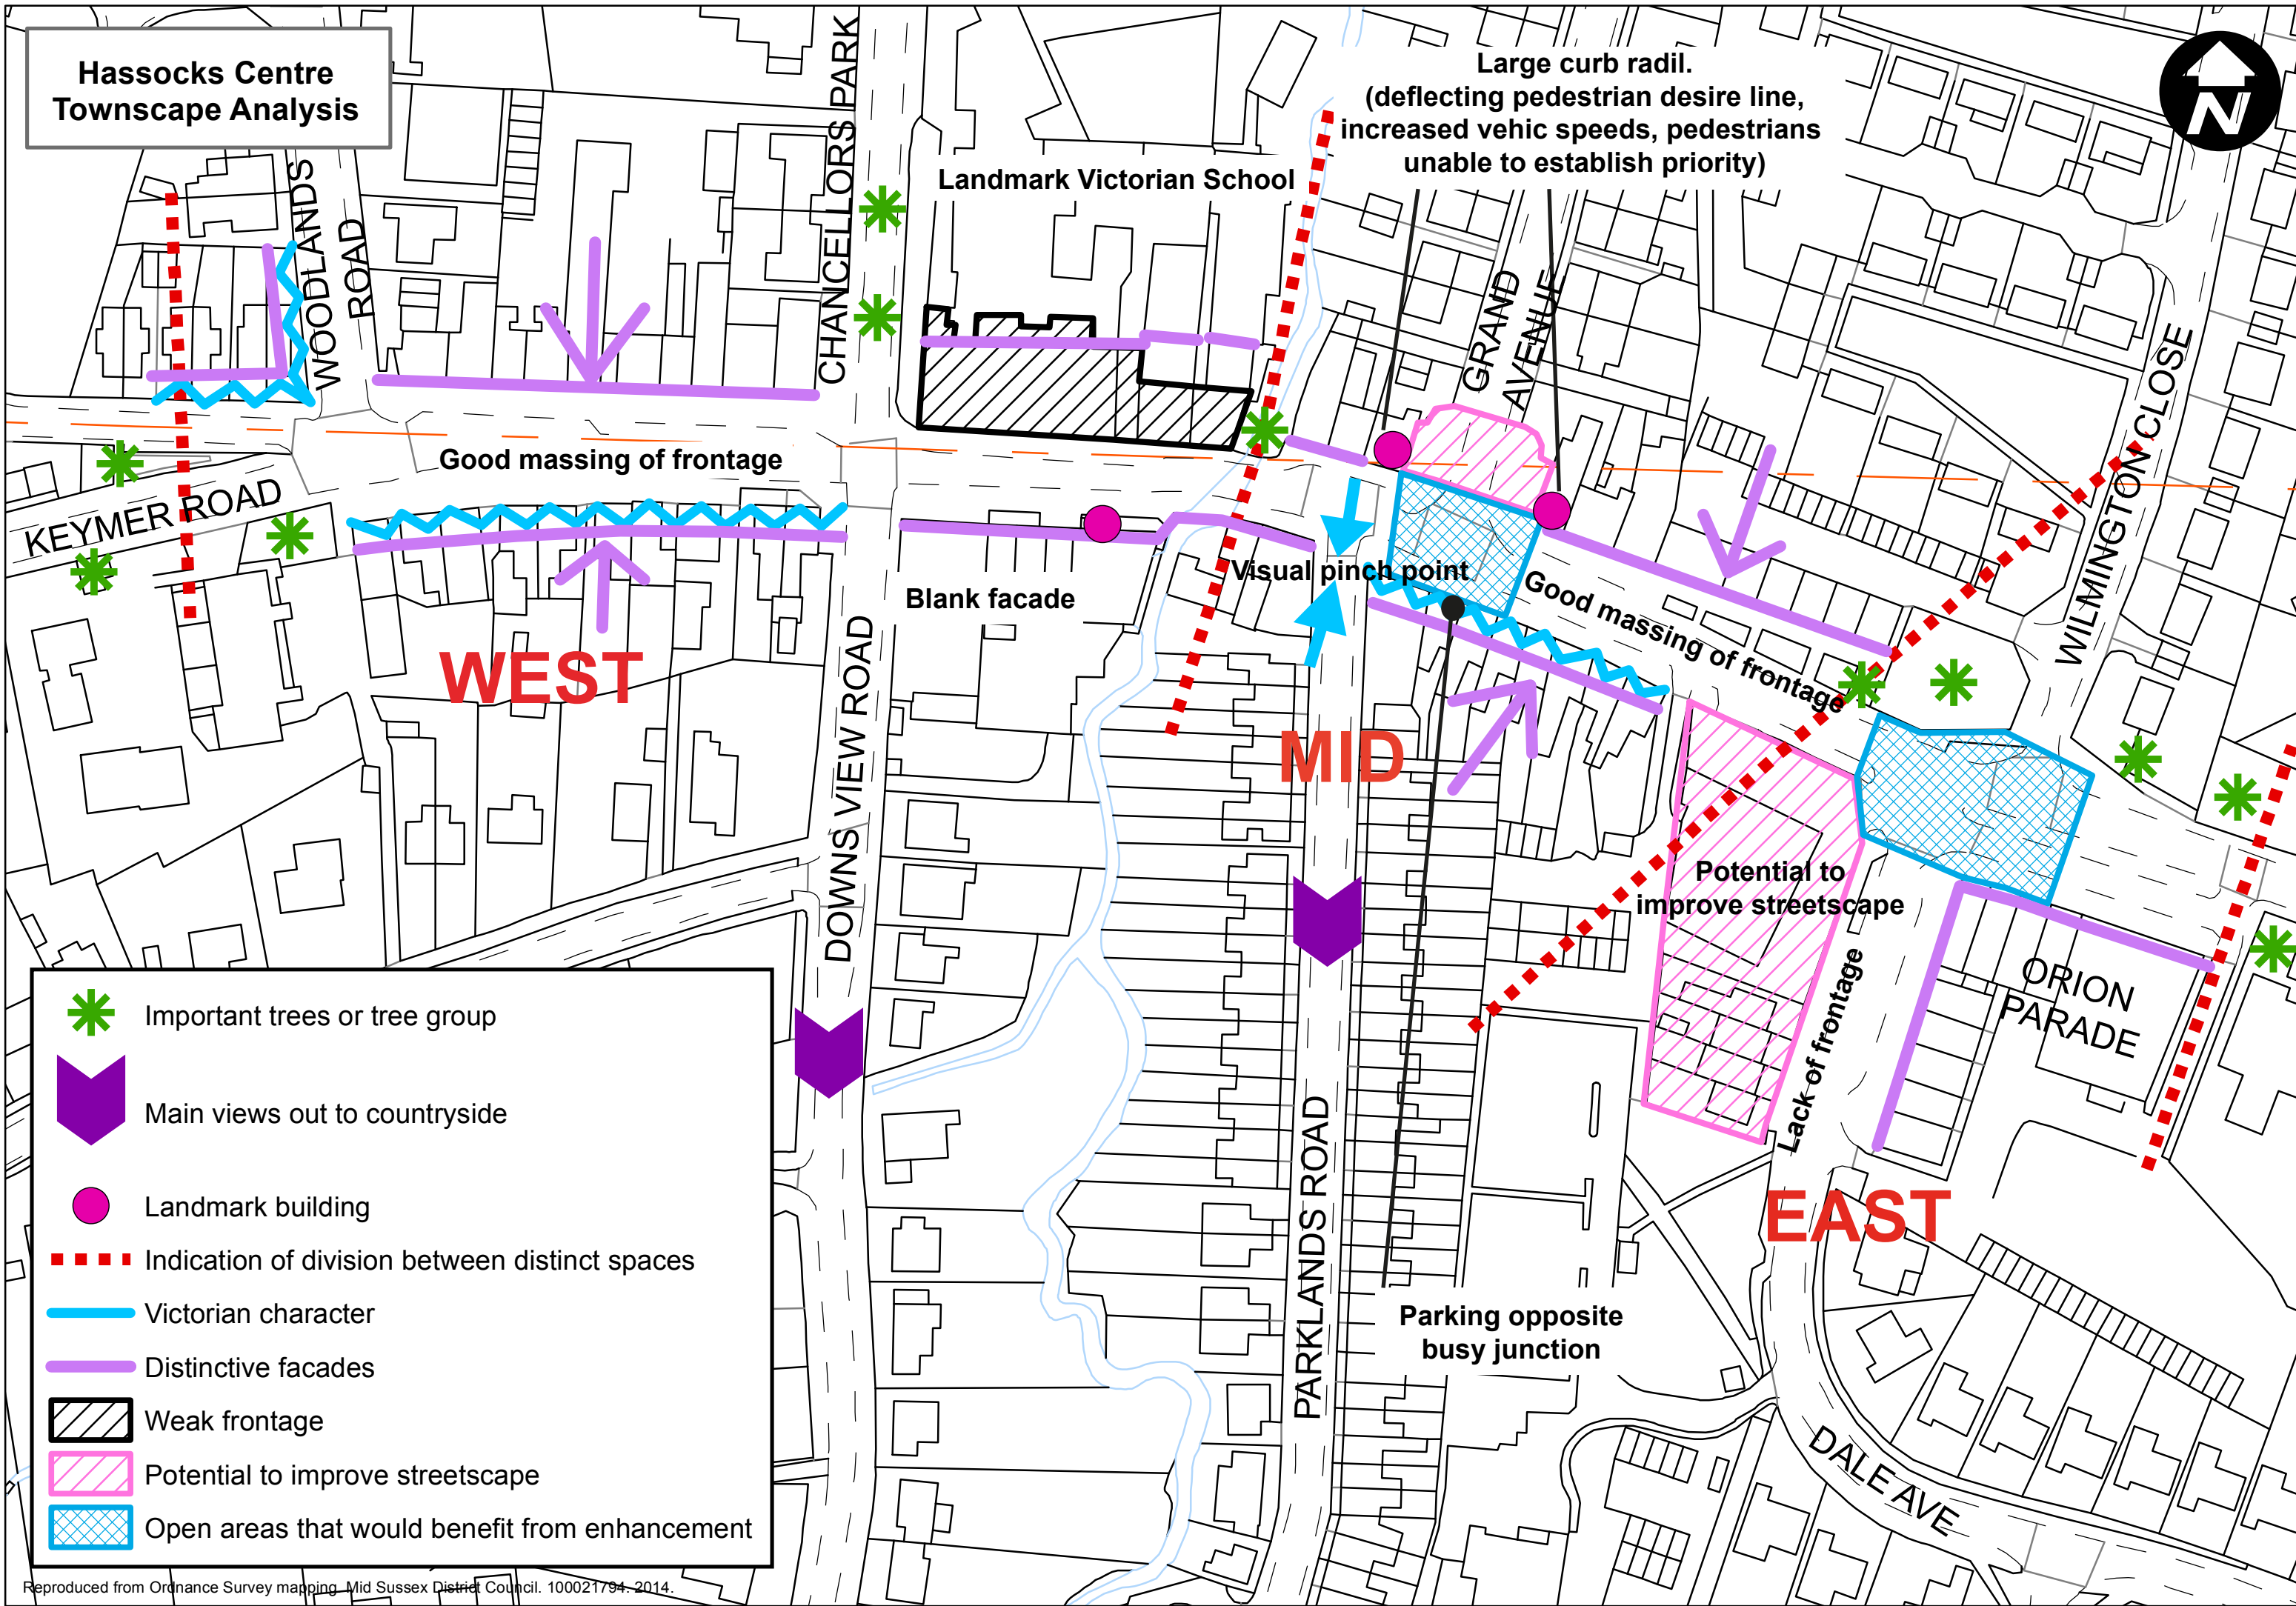 Hassocks Centre
Townscape Analysis
CHANCELLORS PARK
Large curb radil.
(deflecting pedestrian desire line,
increased vehic speeds, pedestrians
unable to establish priority)
N
Landmark Victorian School
WOODLANDS
ROAD
GRAND
AVENUE
WILMINGTON CLOSE
Good massing of frontage
KEYMER ROAD
Visual pinch point
Blank facade
Good massing of frontage
WEST
MID
DOWNS VIEW ROAD
Potential to
improve streetscape
Lack of frontage
ORION
PARADE
EAST
PARKLANDS ROAD
Parking opposite
busy junction
DALE AVE
Important trees or tree group
Main views out to countryside
Landmark building
Indication of division between distinct spaces
Victorian character
Distinctive facades
Weak frontage
Potential to improve streetscape
Open areas that would benefit from enhancement
Reproduced from Ordnance Survey mapping. Mid Sussex District Council. 100021794. 2014.